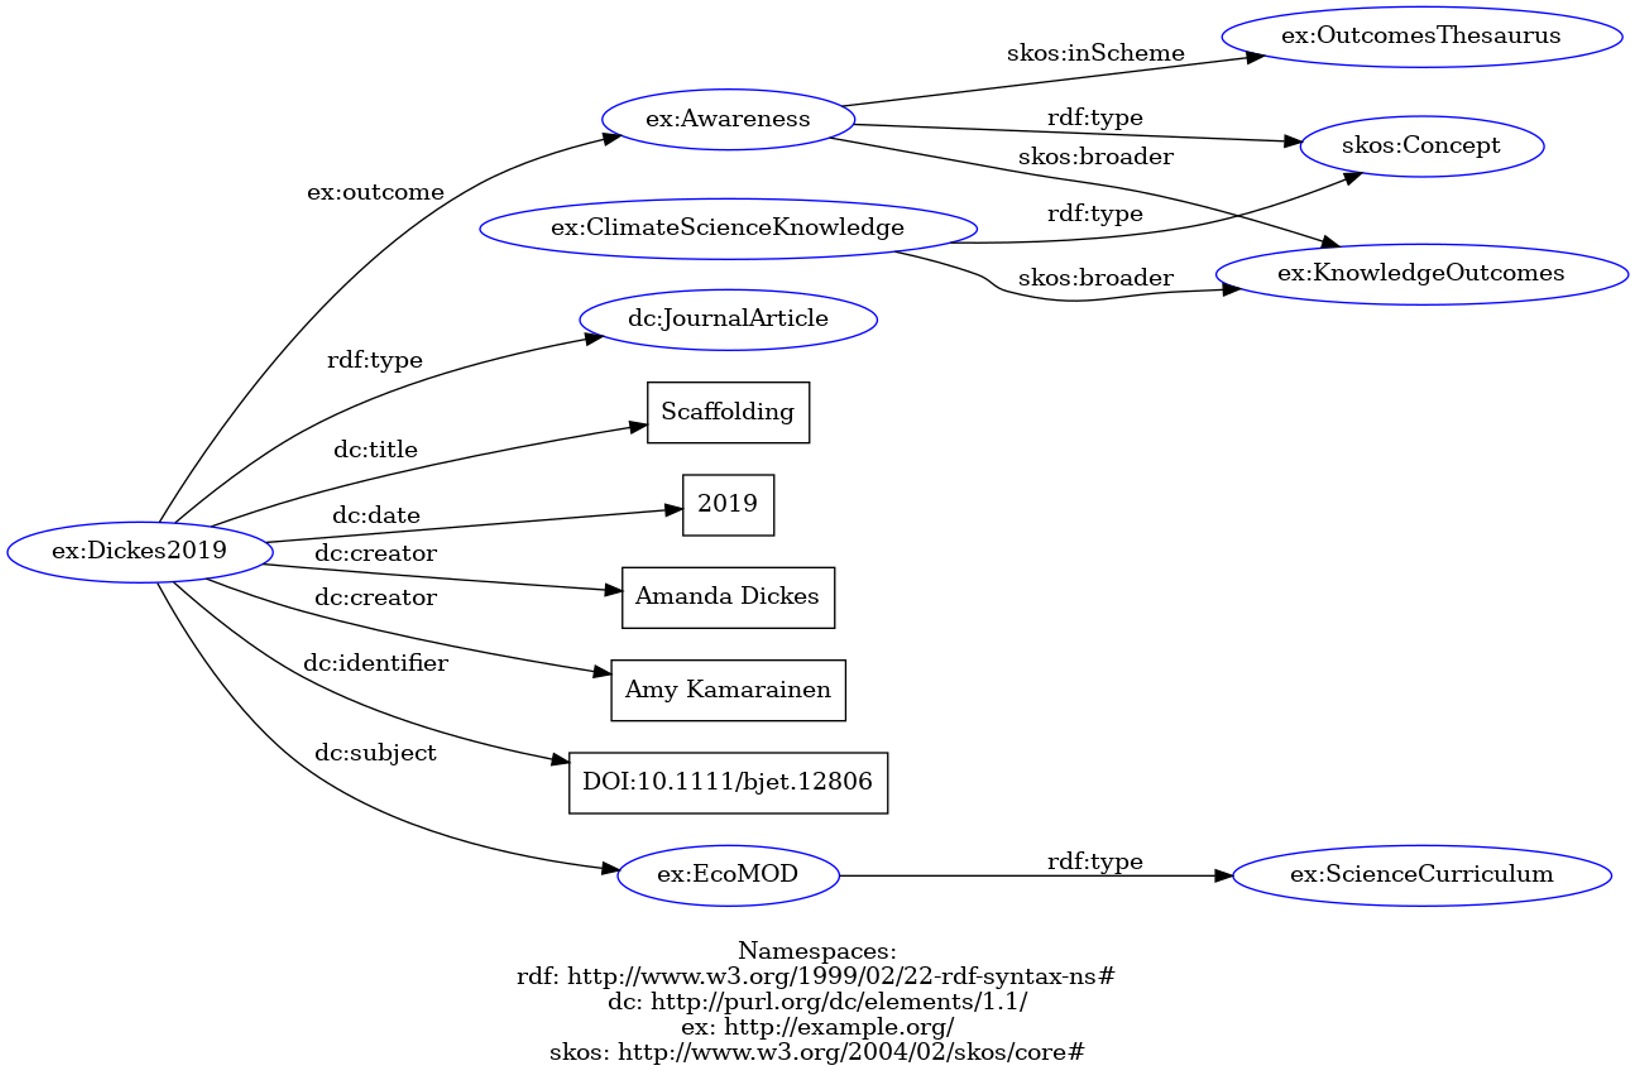 ex:OutcomesThesaurus
skos:inScheme
ex:Awareness
rdf:type
skos:Concept
skos:broader
ex:outcome
rdf:type
ex:ClimateScienceKnowledge
skos:broader
ex:KnowledgeOutcomes
dc:JournalArticle
rdf:type
Scaffolding
dc:title
2019
dc:date
ex:Dickes2019
dc:creator
Amanda Dickes
dc:creator
Amy Kamarainen
dc:identifier
DOI:10.1111/bjet.12806
dc:subject
ex:EcoMOD
rdf:type
ex:ScienceCurriculum
Namespaces:
rdf: http://www.w3.org/1999/02/22-rdf-syntax-ns#
dc: http://purl.org/dc/elements/1.1/
ex: http://example.org/
skos: http://www.w3.org/2004/02/skos/core#